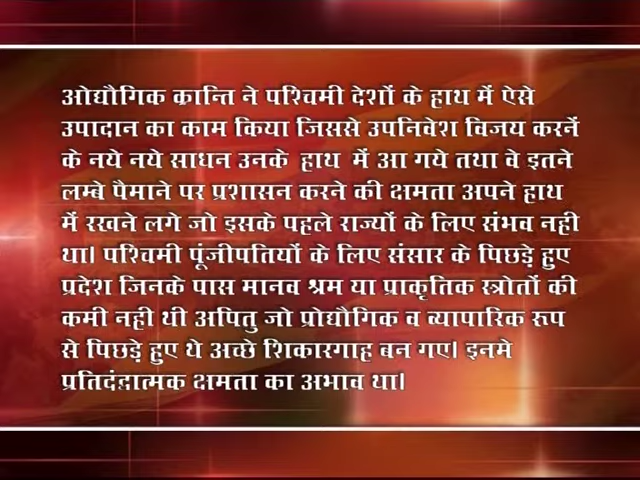 ओद्यौगिक क्रान्ति ने पश्चिमी देशों के हाथ में ऐसे
उपादान का काम किया जिससे उपनिवेश विजय करनें
के नये नये साधन उनके हाथ में आ गये तथा वे इतने
लम्बे पैमाने पर प्रशासन करने की क्षमता अपने हाथ
में रखने लगे जो इसके पहले राज्यों के लिए संभव नही
था। पश्चिमी पूंजीपतियों के लिए संसार के पिछड़े हुए
प्रदेश जिनके पास मानव श्रम या प्राकृतिक स्त्रोतों की
कमी नही थी अपितु जो प्रोद्यौगिक व व्यापारिक रूप
से पिछड़े हुए थे अच्छे शिकारगाह बन गए। इनमे
प्रतिदंद्वात्मक क्षमता का अभाव था।